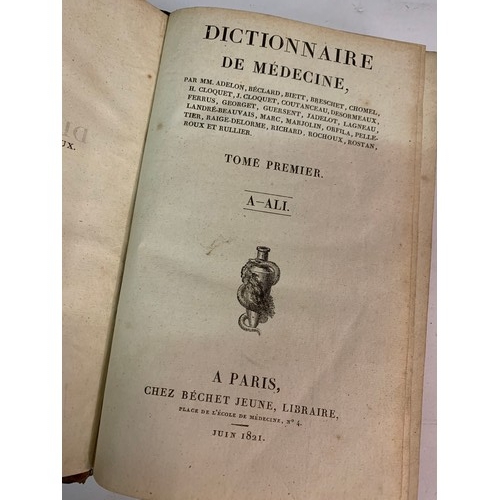 DICTIONNAIRE
DE MÉDECINE,
PAR MM. ADELON, BÉCLARD, BIETT, BRESCHET, CHOMEL,
H. CLOQUET, J. CLOQUET, COUTANCEAU, DESORMEAUX,
FERRUS, GEORGET, GUERSENT, JADELOT, LAGNEAU,
LANDRÉ-BEAUVAIS, MARC, MARJOLIN, ORFILA, PELLE-
TIER, RAIGE-DELORME, RICHARD, ROCHOUX, ROSTAN,
ROUX ET RULLIER.
TOME PREMIER.
A–ALI.
A PARIS,
CHEZ BÉCHET JEUNE, LIBRAIRE,
PLACE DE L'ÉCOLE DE MÉDECINE, N° 4.
JUIN 1821.
UX.